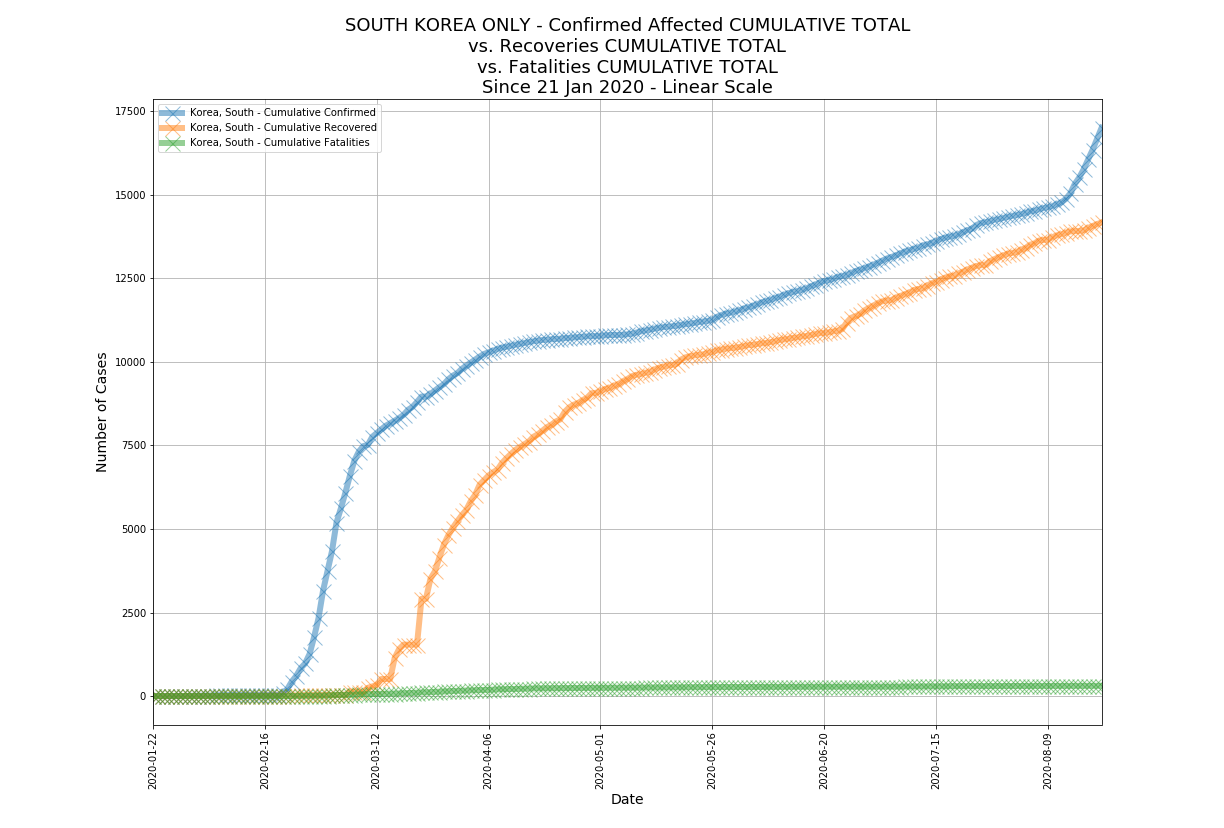 SOUTH KOREA ONLY - Confirmed Affected CUMULATIVE TOTAL
vs. Recoveries CUMULATIVE TOTAL
vs. Fatalities CUMULATIVE TOTAL
Since 21 Jan 2020 - Linear Scale
Korea, South - Cumulative Confirmed
Korea, South - Cumulative Recovered
Korea, South - Cumulative Fatalities
Number of Cases
17500
15000
12500
10000
7500
5000
2500
0
2020-01-22
2020-02-16
2020-03-12
2020-04-06
2020-05-01
2020-05-26
2020-06-20
2020-07-15
2020-08-09
Date